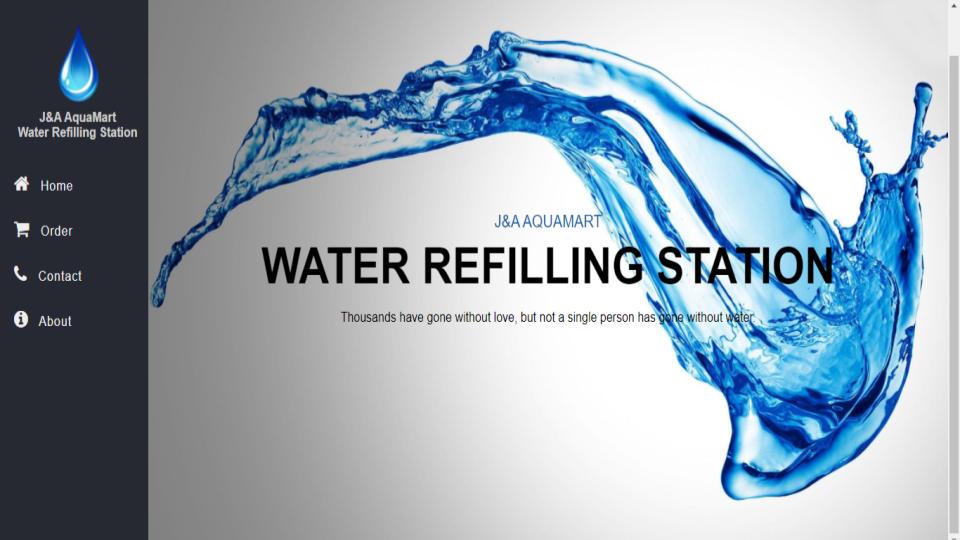 J&A AquaMart
Water Refilling Station
Home
Order
Contact
About
J&A AQUAMART
WATER REFILLING STATION
Thousands have gone without love, but not a single person has gone without water